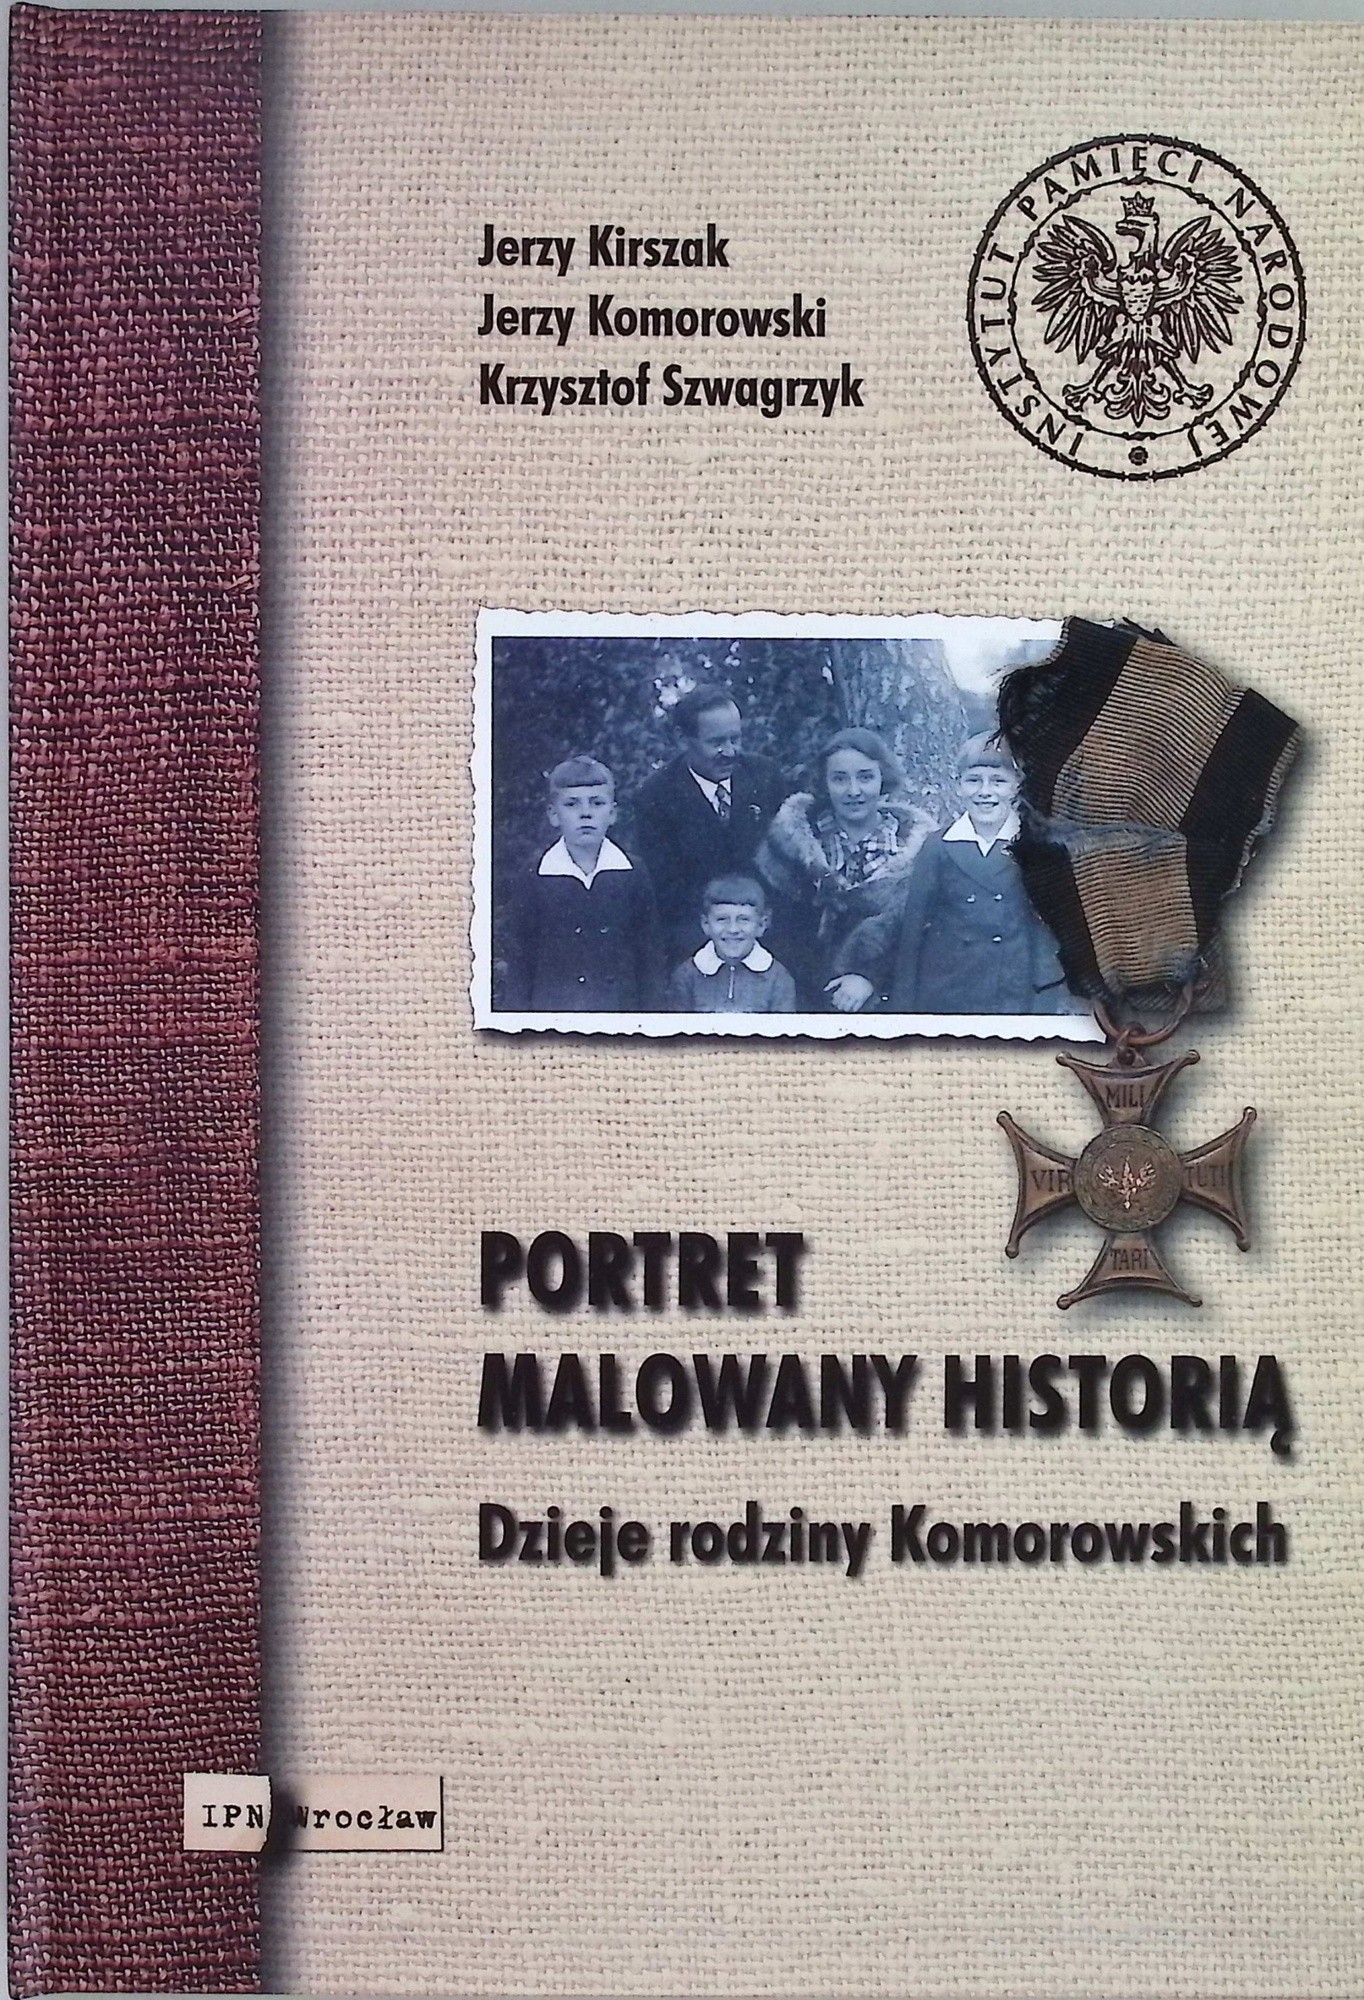 Jerzy Kirszak
Jerzy Komorowski
Krzysztof Szwagrzyk
INSTYTUT PAMIĘCI NARODOWEJ
MILI
VIR TUTI
TARI
PORTRET
MALOWANY HISTORIĄ
Dzieje rodziny Komorowskich
IPN Wrocław